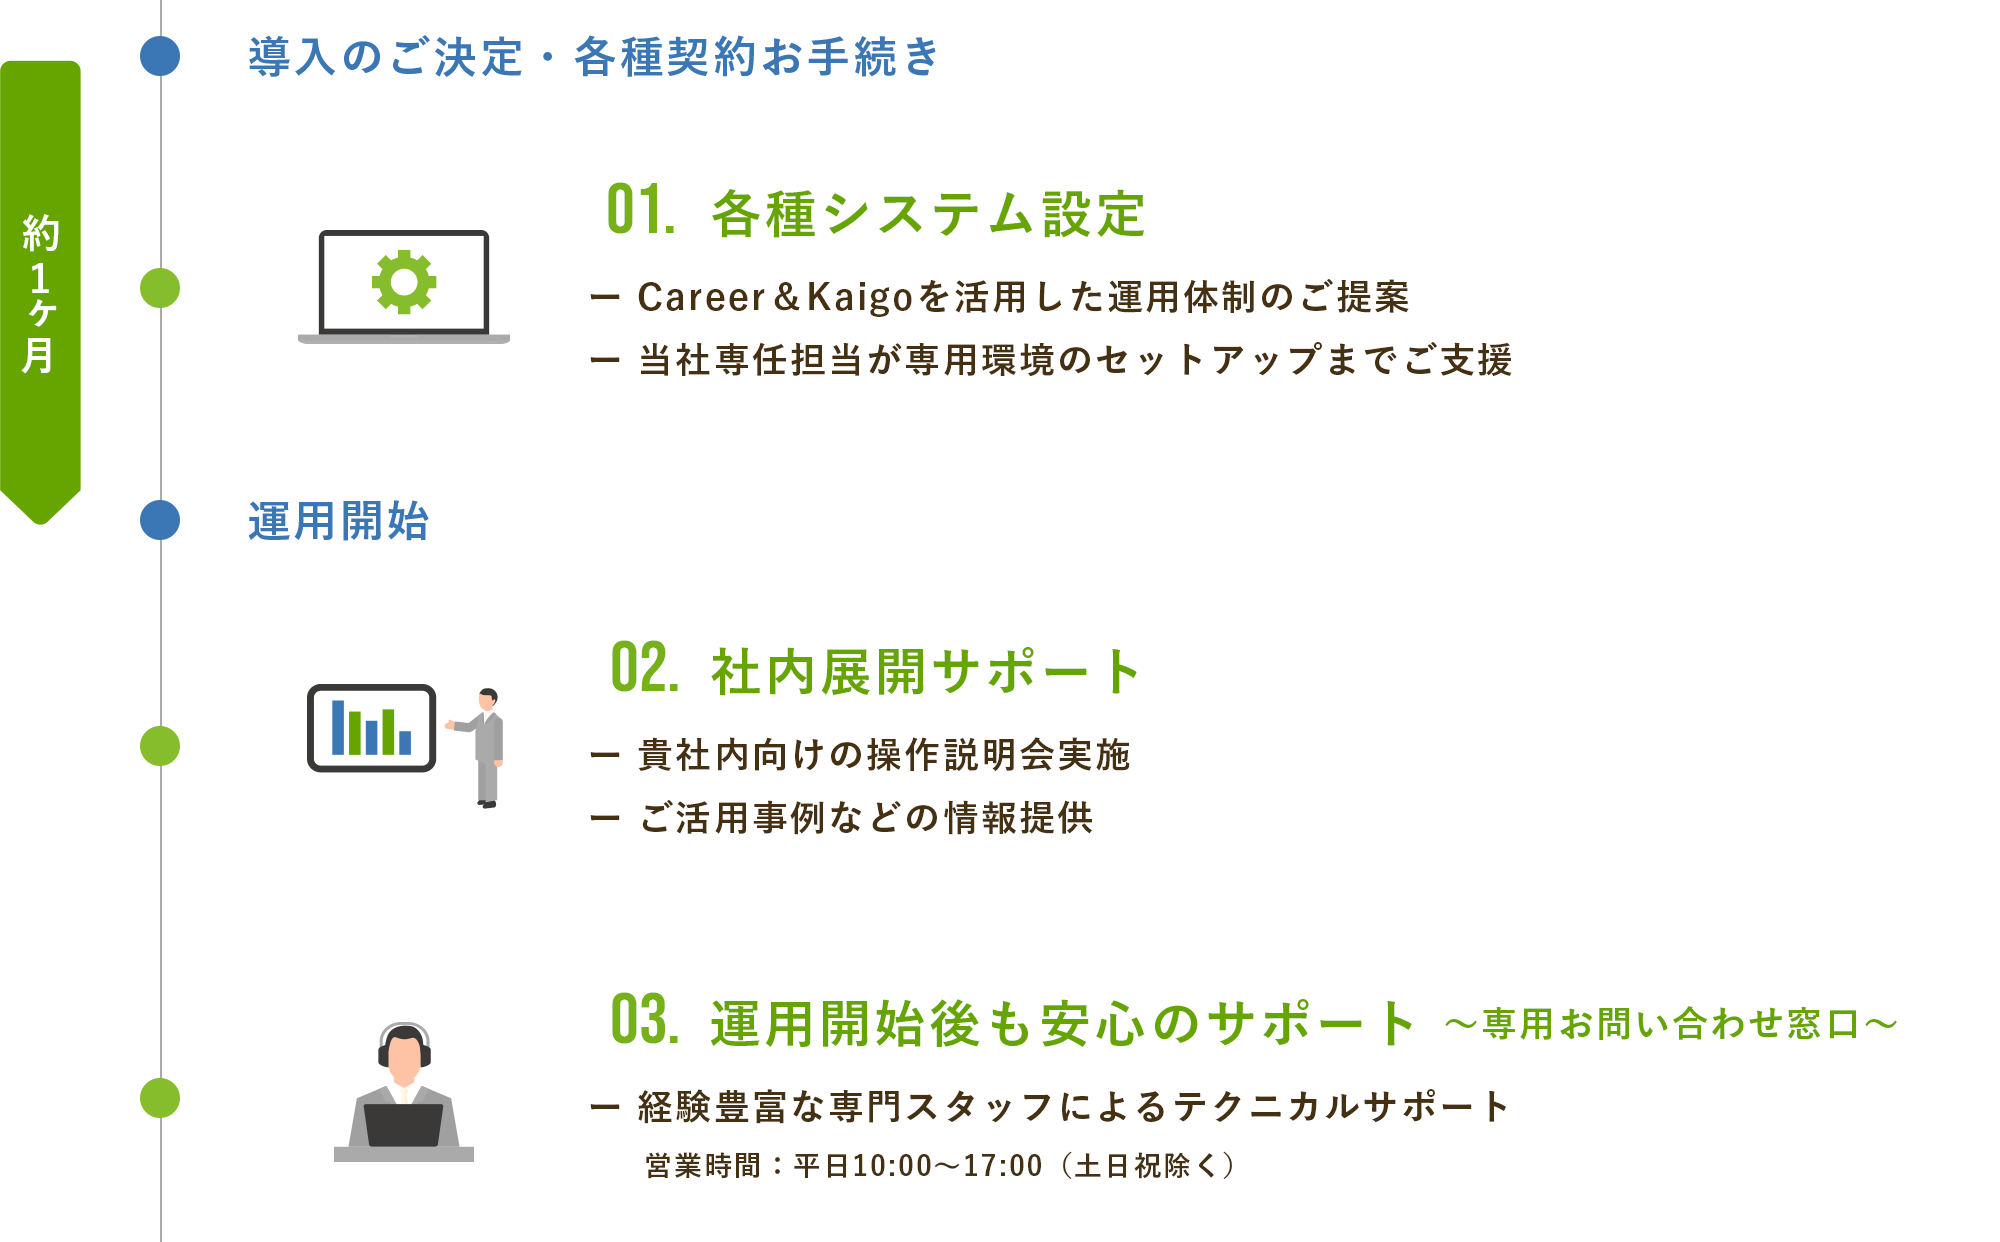 導入のご決定・各種契約お手続き
約1ヶ月
01. 各種システム設定
ー Career＆Kaigoを活用した運用体制のご提案
ー 当社専任担当が専用環境のセットアップまでご支援
運用開始
02. 社内展開サポート
ー 貴社内向けの操作説明会実施
ー ご活用事例などの情報提供
03. 運用開始後も安心のサポート ～専用お問い合わせ窓口～
ー 経験豊富な専門スタッフによるテクニカルサポート
営業時間：平日10:00～17:00（土日祝除く）